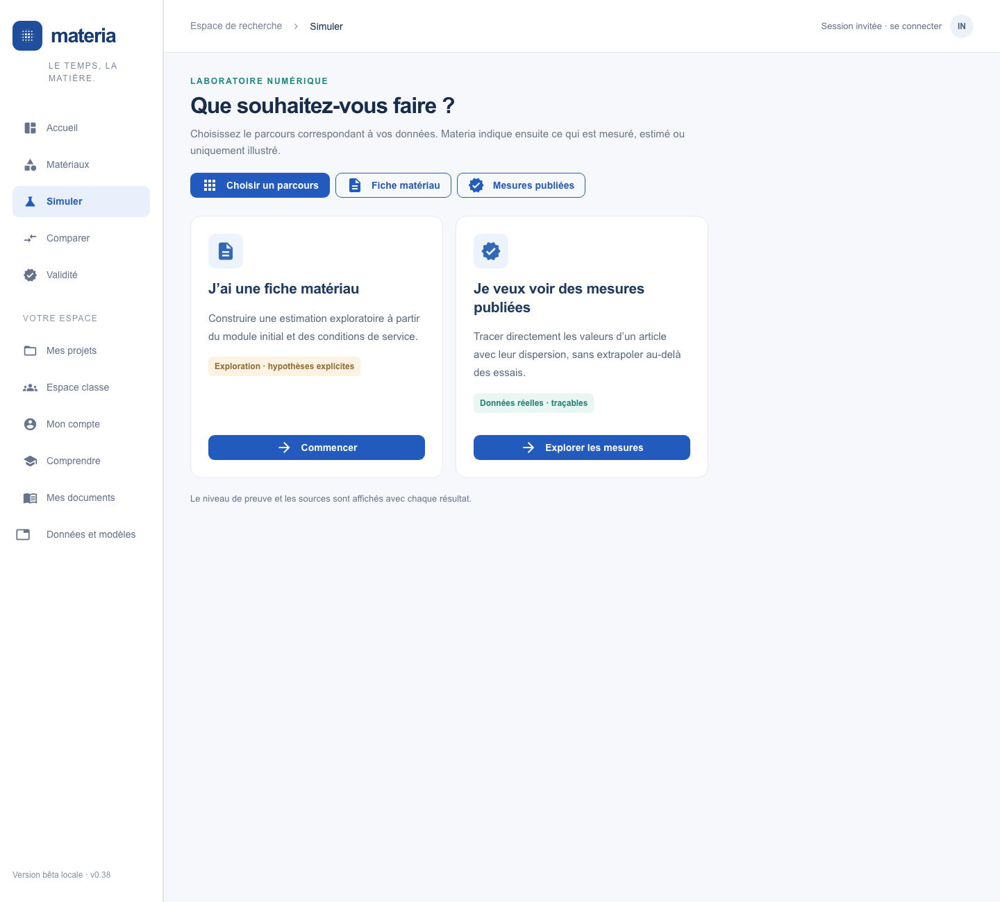 materia
LE TEMPS, LA
MATIÈRE.
Accueil
Matériaux
Simuler
Comparer
Validité
VOTRE ESPACE
Mes projets
Espace classe
Mon compte
Comprendre
Mes documents
Données et modèles
Version bêta locale · v0.38
Espace de recherche > Simuler
Session invitée · se connecter IN
LABORATOIRE NUMÉRIQUE
Que souhaitez-vous faire ?
Choisissez le parcours correspondant à vos données. Materia indique ensuite ce qui est mesuré, estimé ou
uniquement illustré.
Choisir un parcours Fiche matériau Mesures publiées
J’ai une fiche matériau
Construire une estimation exploratoire à partir
du module initial et des conditions de service.
Exploration · hypothèses explicites
Commencer
Je veux voir des mesures
publiées
Tracer directement les valeurs d’un article
avec leur dispersion, sans extrapoler au-delà
des essais.
Données réelles · traçables
Explorer les mesures
Le niveau de preuve et les sources sont affichés avec chaque résultat.